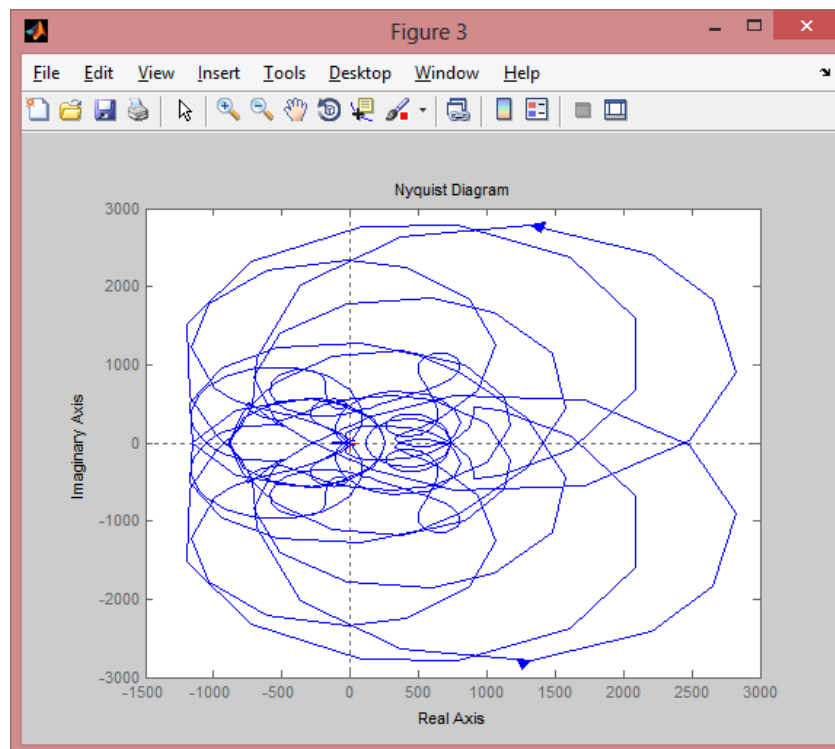 Figure 3
File Edit View Insert Tools Desktop Window Help
Nyquist Diagram
3000
2000
1000
0
-1000
-2000
-3000
Imaginary Axis
-1500 -1000 -500 0 500 1000 1500 2000 2500 3000
Real Axis